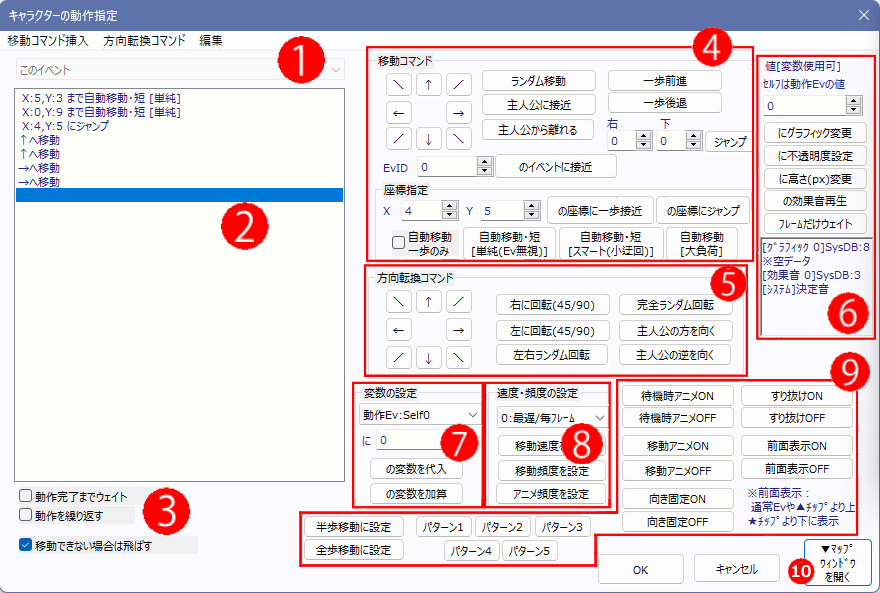 キャラクターの動作指定
移動コマンド挿入 方向転換コマンド 編集
1
このイベント
X:5,Y:3 まで自動移動・短 [単純]
X:0,Y:9 まで自動移動・短 [単純]
X:4,Y:5 にジャンプ
↑へ移動
↑へ移動
→へ移動
→へ移動
2
動作完了までウェイト
動作を繰り返す
移動できない場合は飛ばす
3
4
移動コマンド
↑
←
→
↓
ランダム移動
一歩前進
主人公に接近
一歩後退
主人公から離れる
右
下
0
0
ジャンプ
EvID
0
のイベントに接近
座標指定
X
4
Y
5
の座標に一歩接近
の座標にジャンプ
自動移動
一歩のみ
自動移動・短
[単純(Ev無視)]
自動移動・短
[スマート(小迂回)]
自動移動
[大負荷]
方向転換コマンド
5
↑
←
→
↓
右に回転(45/90)
完全ランダム回転
左に回転(45/90)
主人公の方を向く
左右ランダム回転
主人公の逆を向く
値[変数使用可]
ｾﾙﾌは動作Evの値
0
にグラフィック変更
に不透明度設定
に高さ(px)変更
の効果音再生
ﾌﾚｰﾑだけウェイト
[ｸﾞﾗﾌｨｯｸ 0]SysDB:8
※空データ
[効果音 0]SysDB:3
[ｼｽﾃﾑ]決定音
6
変数の設定
動作Ev:Self0
に
0
7
の変数を代入
の変数を加算
速度・頻度の設定
0:最遅/毎ﾌﾚｰﾑ
8
移動速度を
移動頻度を設定
アニメ頻度を設定
9
待機時アニメON
すり抜けON
待機時アニメOFF
すり抜けOFF
移動アニメON
前面表示ON
移動アニメOFF
前面表示OFF
向き固定ON
向き固定OFF
※前面表示：
通常Evや▲ﾁｯﾌﾟより上
★ﾁｯﾌﾟより下に表示
半歩移動に設定
パターン1
パターン2
パターン3
全歩移動に設定
パターン4
パターン5
OK
キャンセル
10
▼ﾏｯﾌﾟ
ウィンドウ
を開く